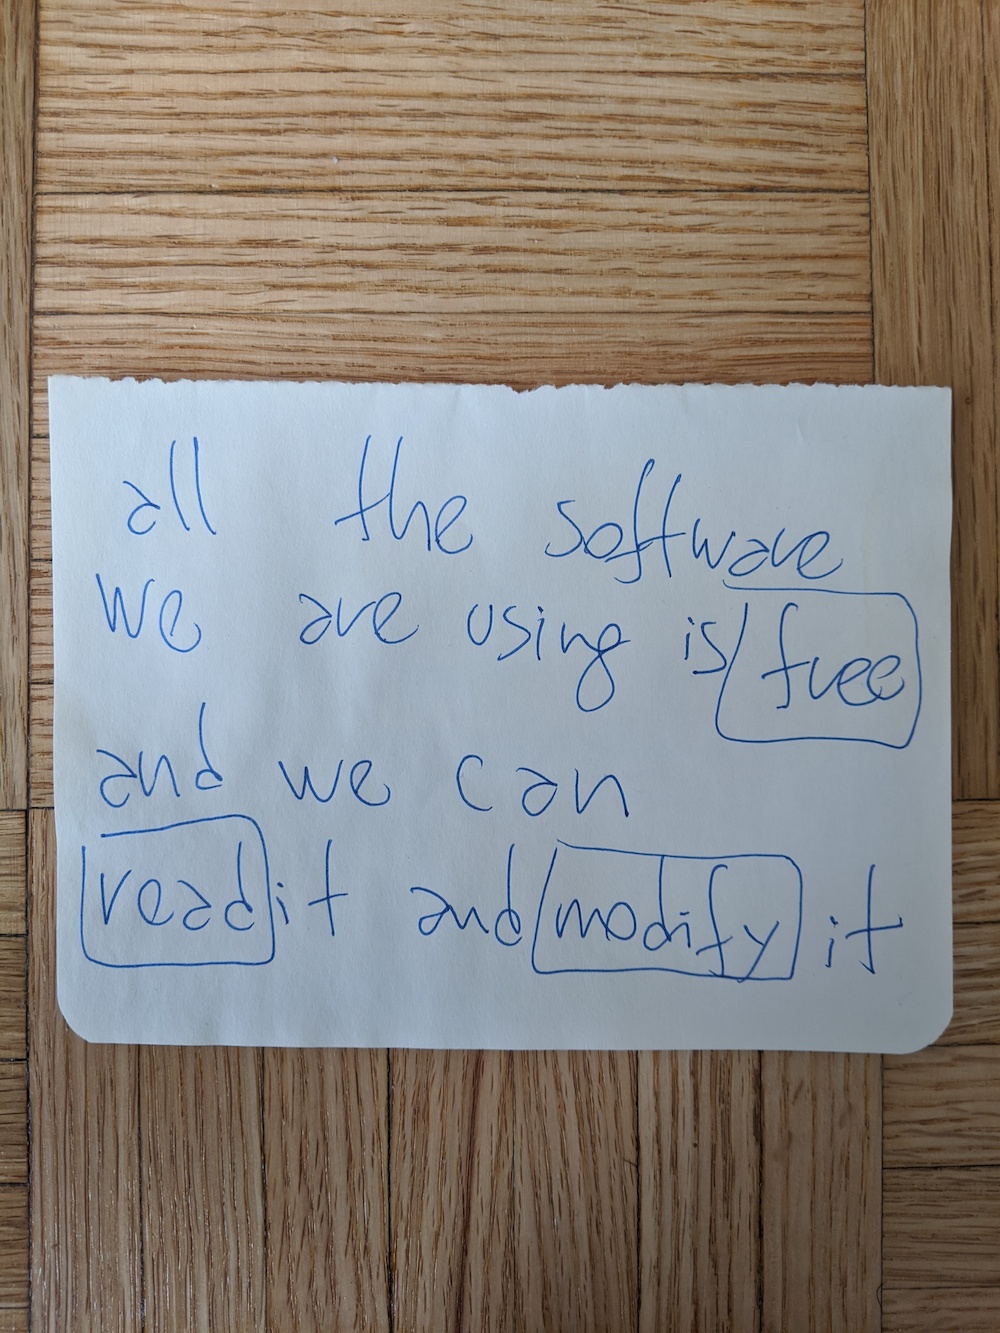 all the software
we are using is free
and we can
read it and modify it